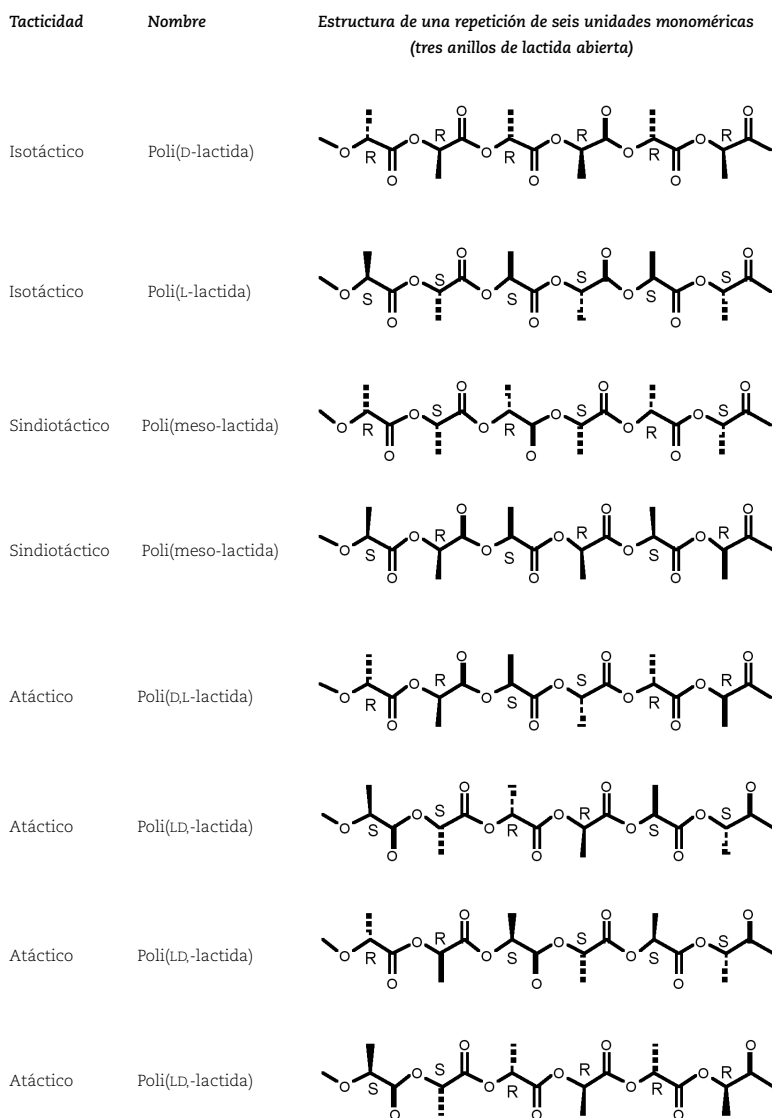 Tacticidad Nombre Estructura de una repetición de seis unidades monoméricas
(tres anillos de lactida abierta)
O R O R O R O
Isotáctico Poli(D-lactida) O R O O R O O R O
O S O S O S O
Isotáctico Poli(L-lactida) O S O O S O O S O
O S O S O S O
Sindiotáctico Poli(meso-lactida) O R O O R O O R O
O R O R O R O
Sindiotáctico Poli(meso-lactida) O S O O S O O S O
O R O S O R O
Atáctico Poli(D,L-lactida) O R O O S O O R O
O S O R O S O
Atáctico Poli(LD,-lactida) O S O O R O O S O
O R O S O S O
Atáctico Poli(LD,-lactida) O R O O S O O S O
O S O R O R O
Atáctico Poli(LD,-lactida) O S O O R O O R O